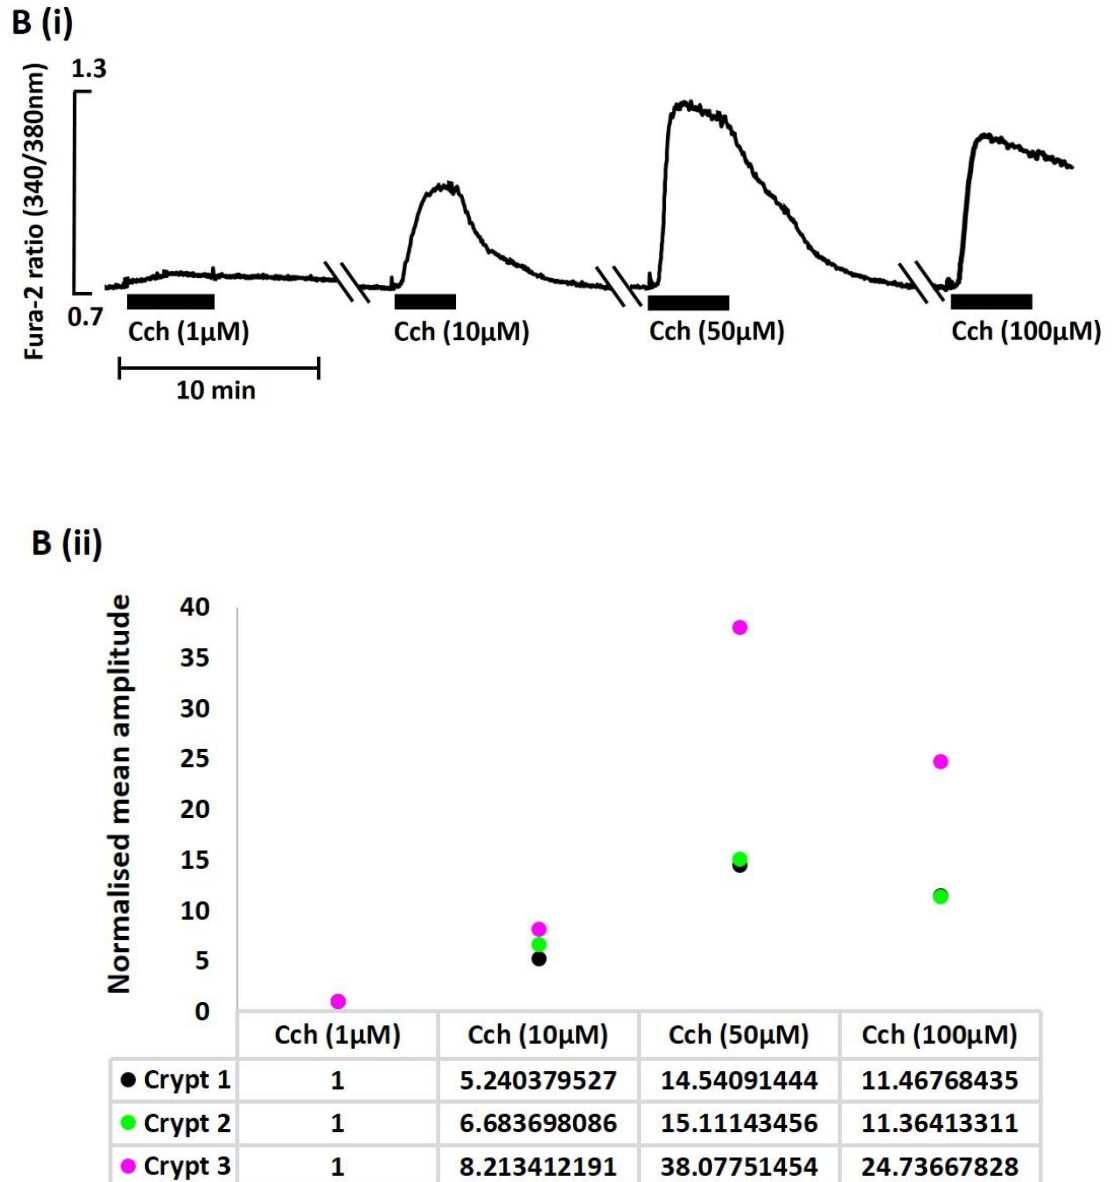 B (i)
Fura-2 ratio (340/380nm)
1.3
0.7
Cch (1µM) Cch (10µM) Cch (50µM) Cch (100µM)
10 min
B (ii)
Normalised mean amplitude
40
35
30
25
20
15
10
5
0
Cch (1µM) Cch (10µM) Cch (50µM) Cch (100µM)
Crypt 1 1 5.240379527 14.54091444 11.46768435
Crypt 2 1 6.683698086 15.11143456 11.36413311
Crypt 3 1 8.213412191 38.07751454 24.73667828